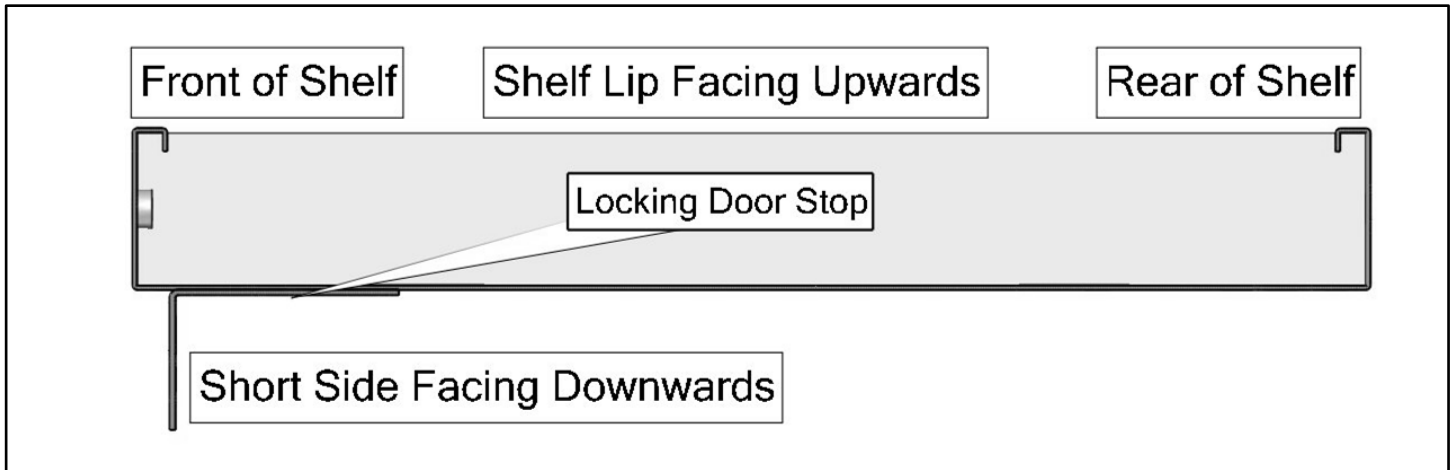 Front of Shelf
Shelf Lip Facing Upwards
Rear of Shelf
Locking Door Stop
Short Side Facing Downwards